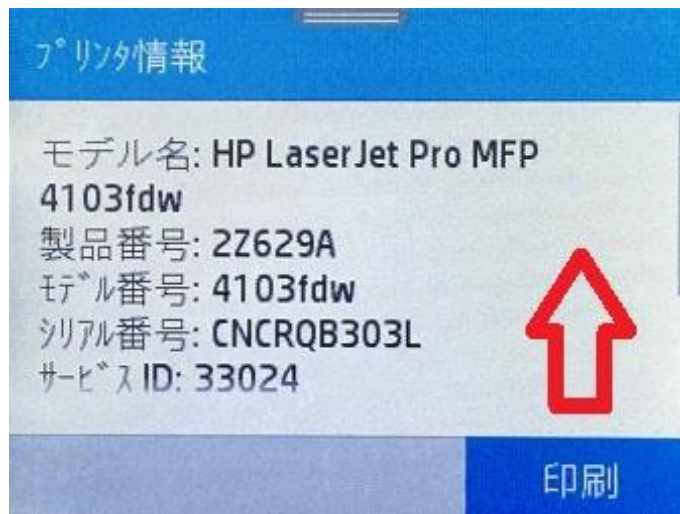 ﾌﾟﾘﾝﾀ情報
モデル名: HP LaserJet Pro MFP
4103fdw
製品番号: 2Z629A
ﾓﾃﾞﾙ番号: 4103fdw
ｼﾘｱﾙ番号: CNCRQB303L
ｻｰﾋﾞｽ ID: 33024
印刷